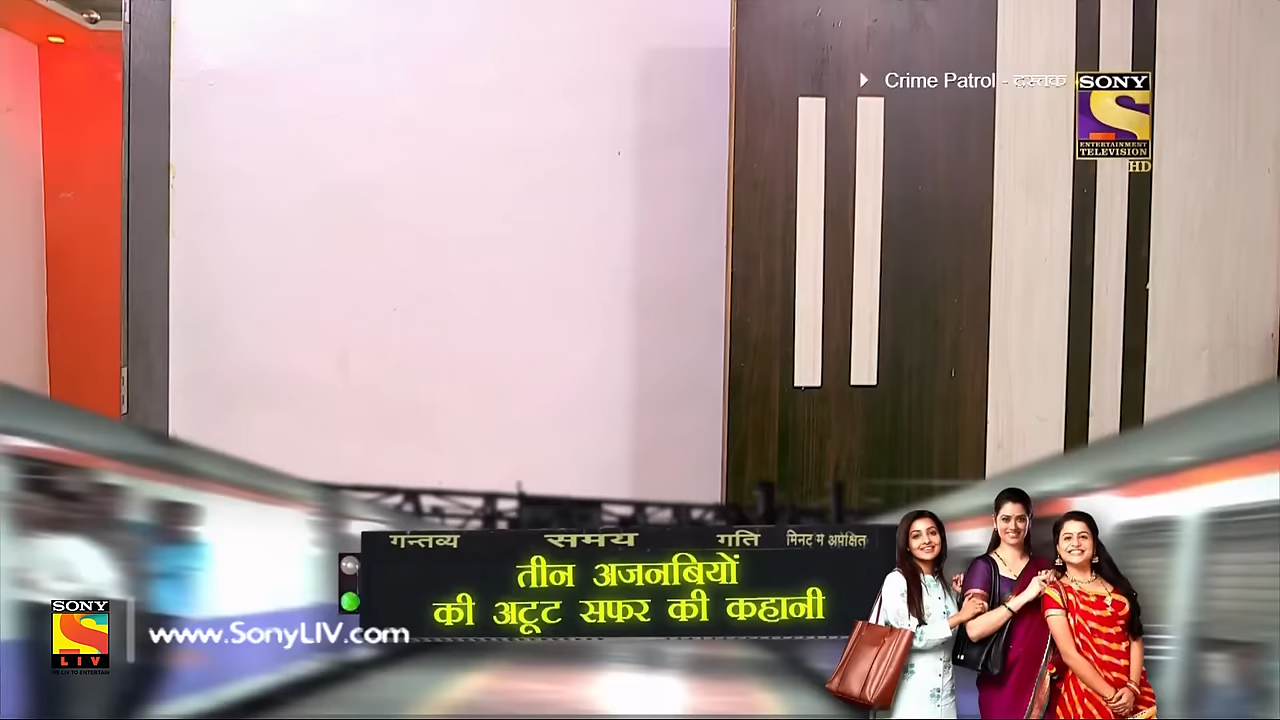 Crime Patrol - दस्तक
SONY
ENTERTAINMENT
TELEVISION
HD
गन्तव्य समय गति मिनट म अपेक्षित
तीन अजनबियों
की अटूट सफर की कहानी
SONY
LIV
www.SonyLIV.com